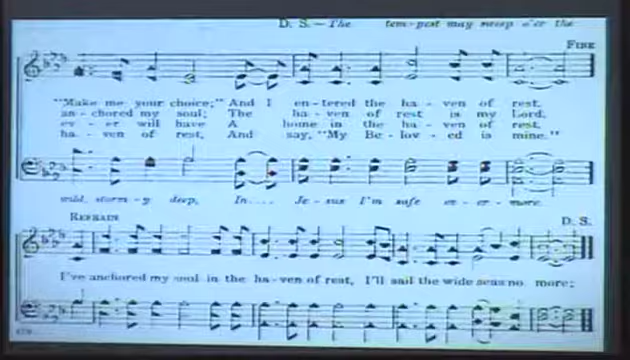 D. S.—The tem-pest may sweep o'er the
FINE
"Make me your choice;" And I en-tered the ha-ven of rest,
an-chored my soul; The ha-ven of rest is my Lord,
ev-er will have A home in the ha-ven of rest,
ha-ven of rest, And say, "My Be-lov-ed is mine."
wild, storm-y deep, In.... Je-sus I'm safe ev-er-more.
REFRAIN
D. S.
I've anchored my soul in the ha-ven of rest, I'll sail the wide seas no more;